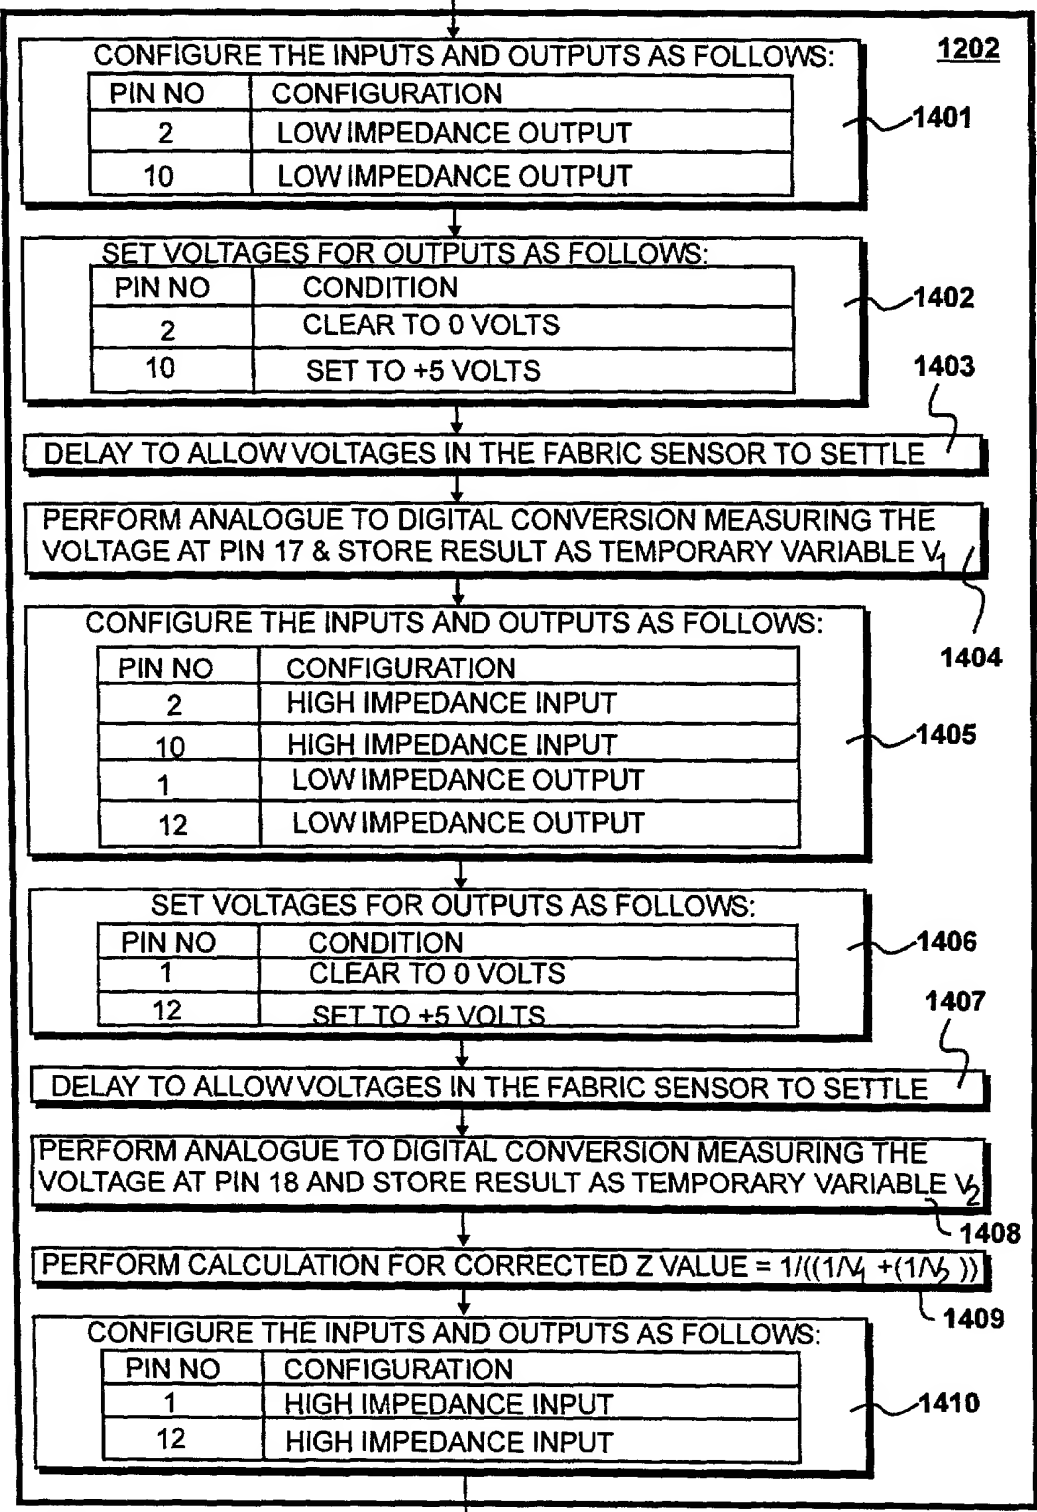 1202
CONFIGURE THE INPUTS AND OUTPUTS AS FOLLOWS:
PIN NO CONFIGURATION
2 LOW IMPEDANCE OUTPUT
10 LOW IMPEDANCE OUTPUT
1401
SET VOLTAGES FOR OUTPUTS AS FOLLOWS:
PIN NO CONDITION
2 CLEAR TO 0 VOLTS
10 SET TO +5 VOLTS
1402
1403
DELAY TO ALLOW VOLTAGES IN THE FABRIC SENSOR TO SETTLE
PERFORM ANALOGUE TO DIGITAL CONVERSION MEASURING THE
VOLTAGE AT PIN 17 & STORE RESULT AS TEMPORARY VARIABLE V1
1404
CONFIGURE THE INPUTS AND OUTPUTS AS FOLLOWS:
PIN NO CONFIGURATION
2 HIGH IMPEDANCE INPUT
10 HIGH IMPEDANCE INPUT
1 LOW IMPEDANCE OUTPUT
12 LOW IMPEDANCE OUTPUT
1405
SET VOLTAGES FOR OUTPUTS AS FOLLOWS:
PIN NO CONDITION
1 CLEAR TO 0 VOLTS
12 SET TO +5 VOLTS
1406
1407
DELAY TO ALLOW VOLTAGES IN THE FABRIC SENSOR TO SETTLE
PERFORM ANALOGUE TO DIGITAL CONVERSION MEASURING THE
VOLTAGE AT PIN 18 AND STORE RESULT AS TEMPORARY VARIABLE V2
1408
PERFORM CALCULATION FOR CORRECTED Z VALUE = 1/((1/V1 +(1/V2 ))
1409
CONFIGURE THE INPUTS AND OUTPUTS AS FOLLOWS:
PIN NO CONFIGURATION
1 HIGH IMPEDANCE INPUT
12 HIGH IMPEDANCE INPUT
1410